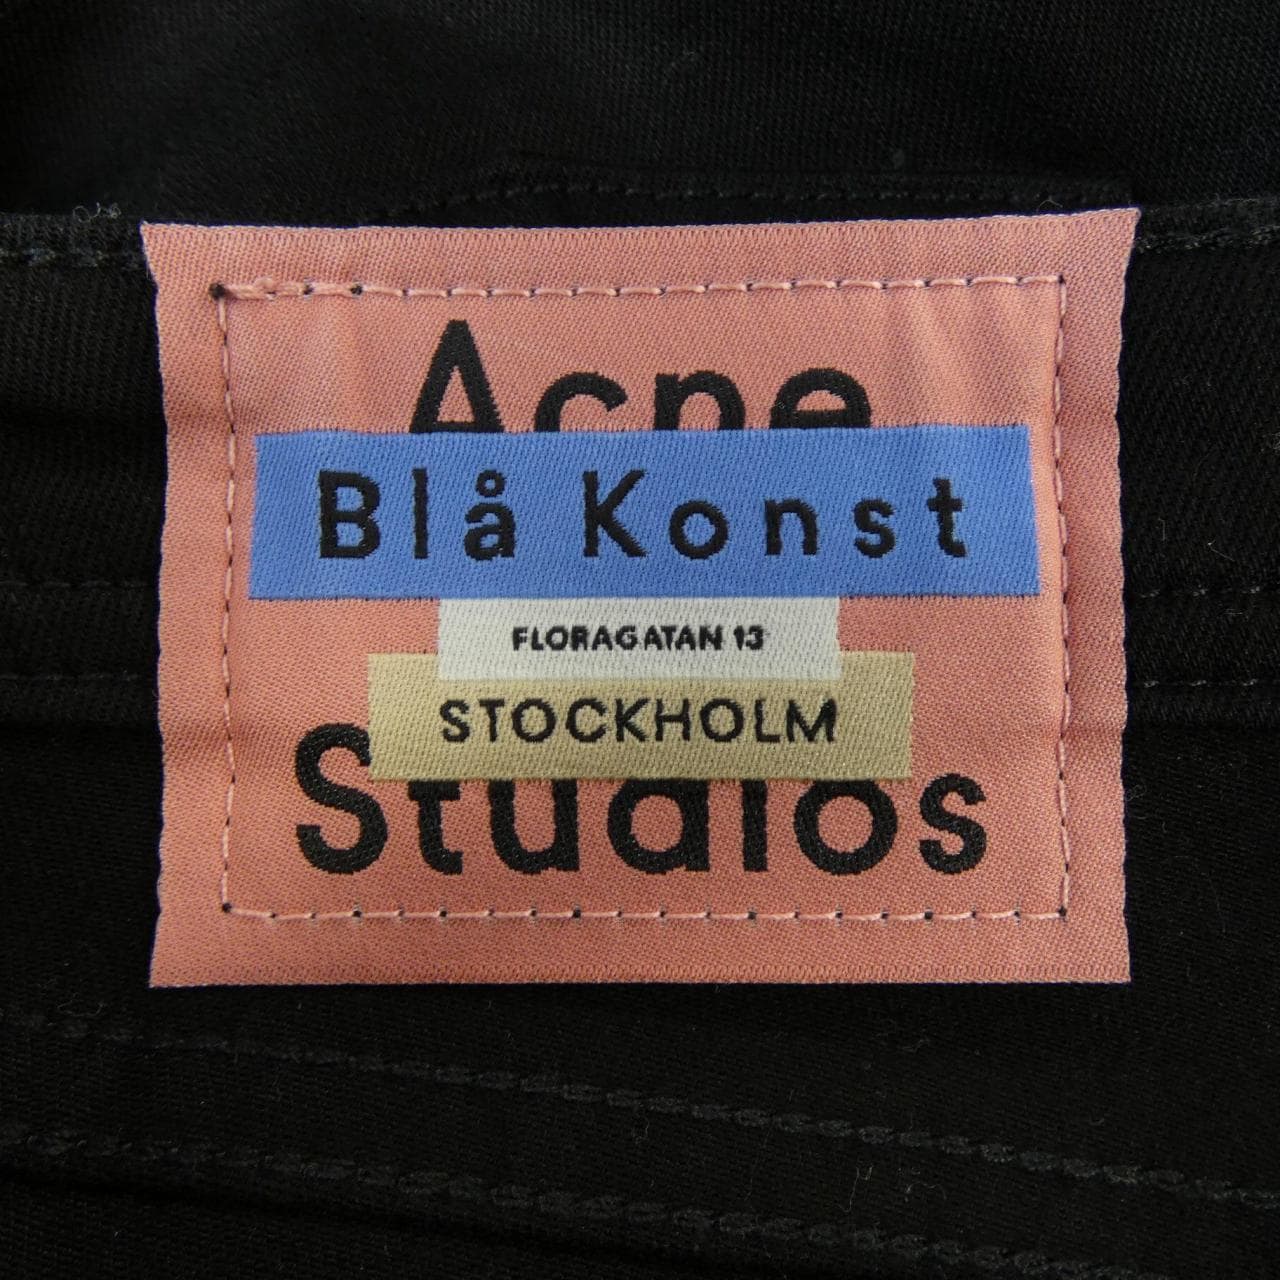 Acne
Blå Konst
FLORAGATAN 13
STOCKHOLM
Studios